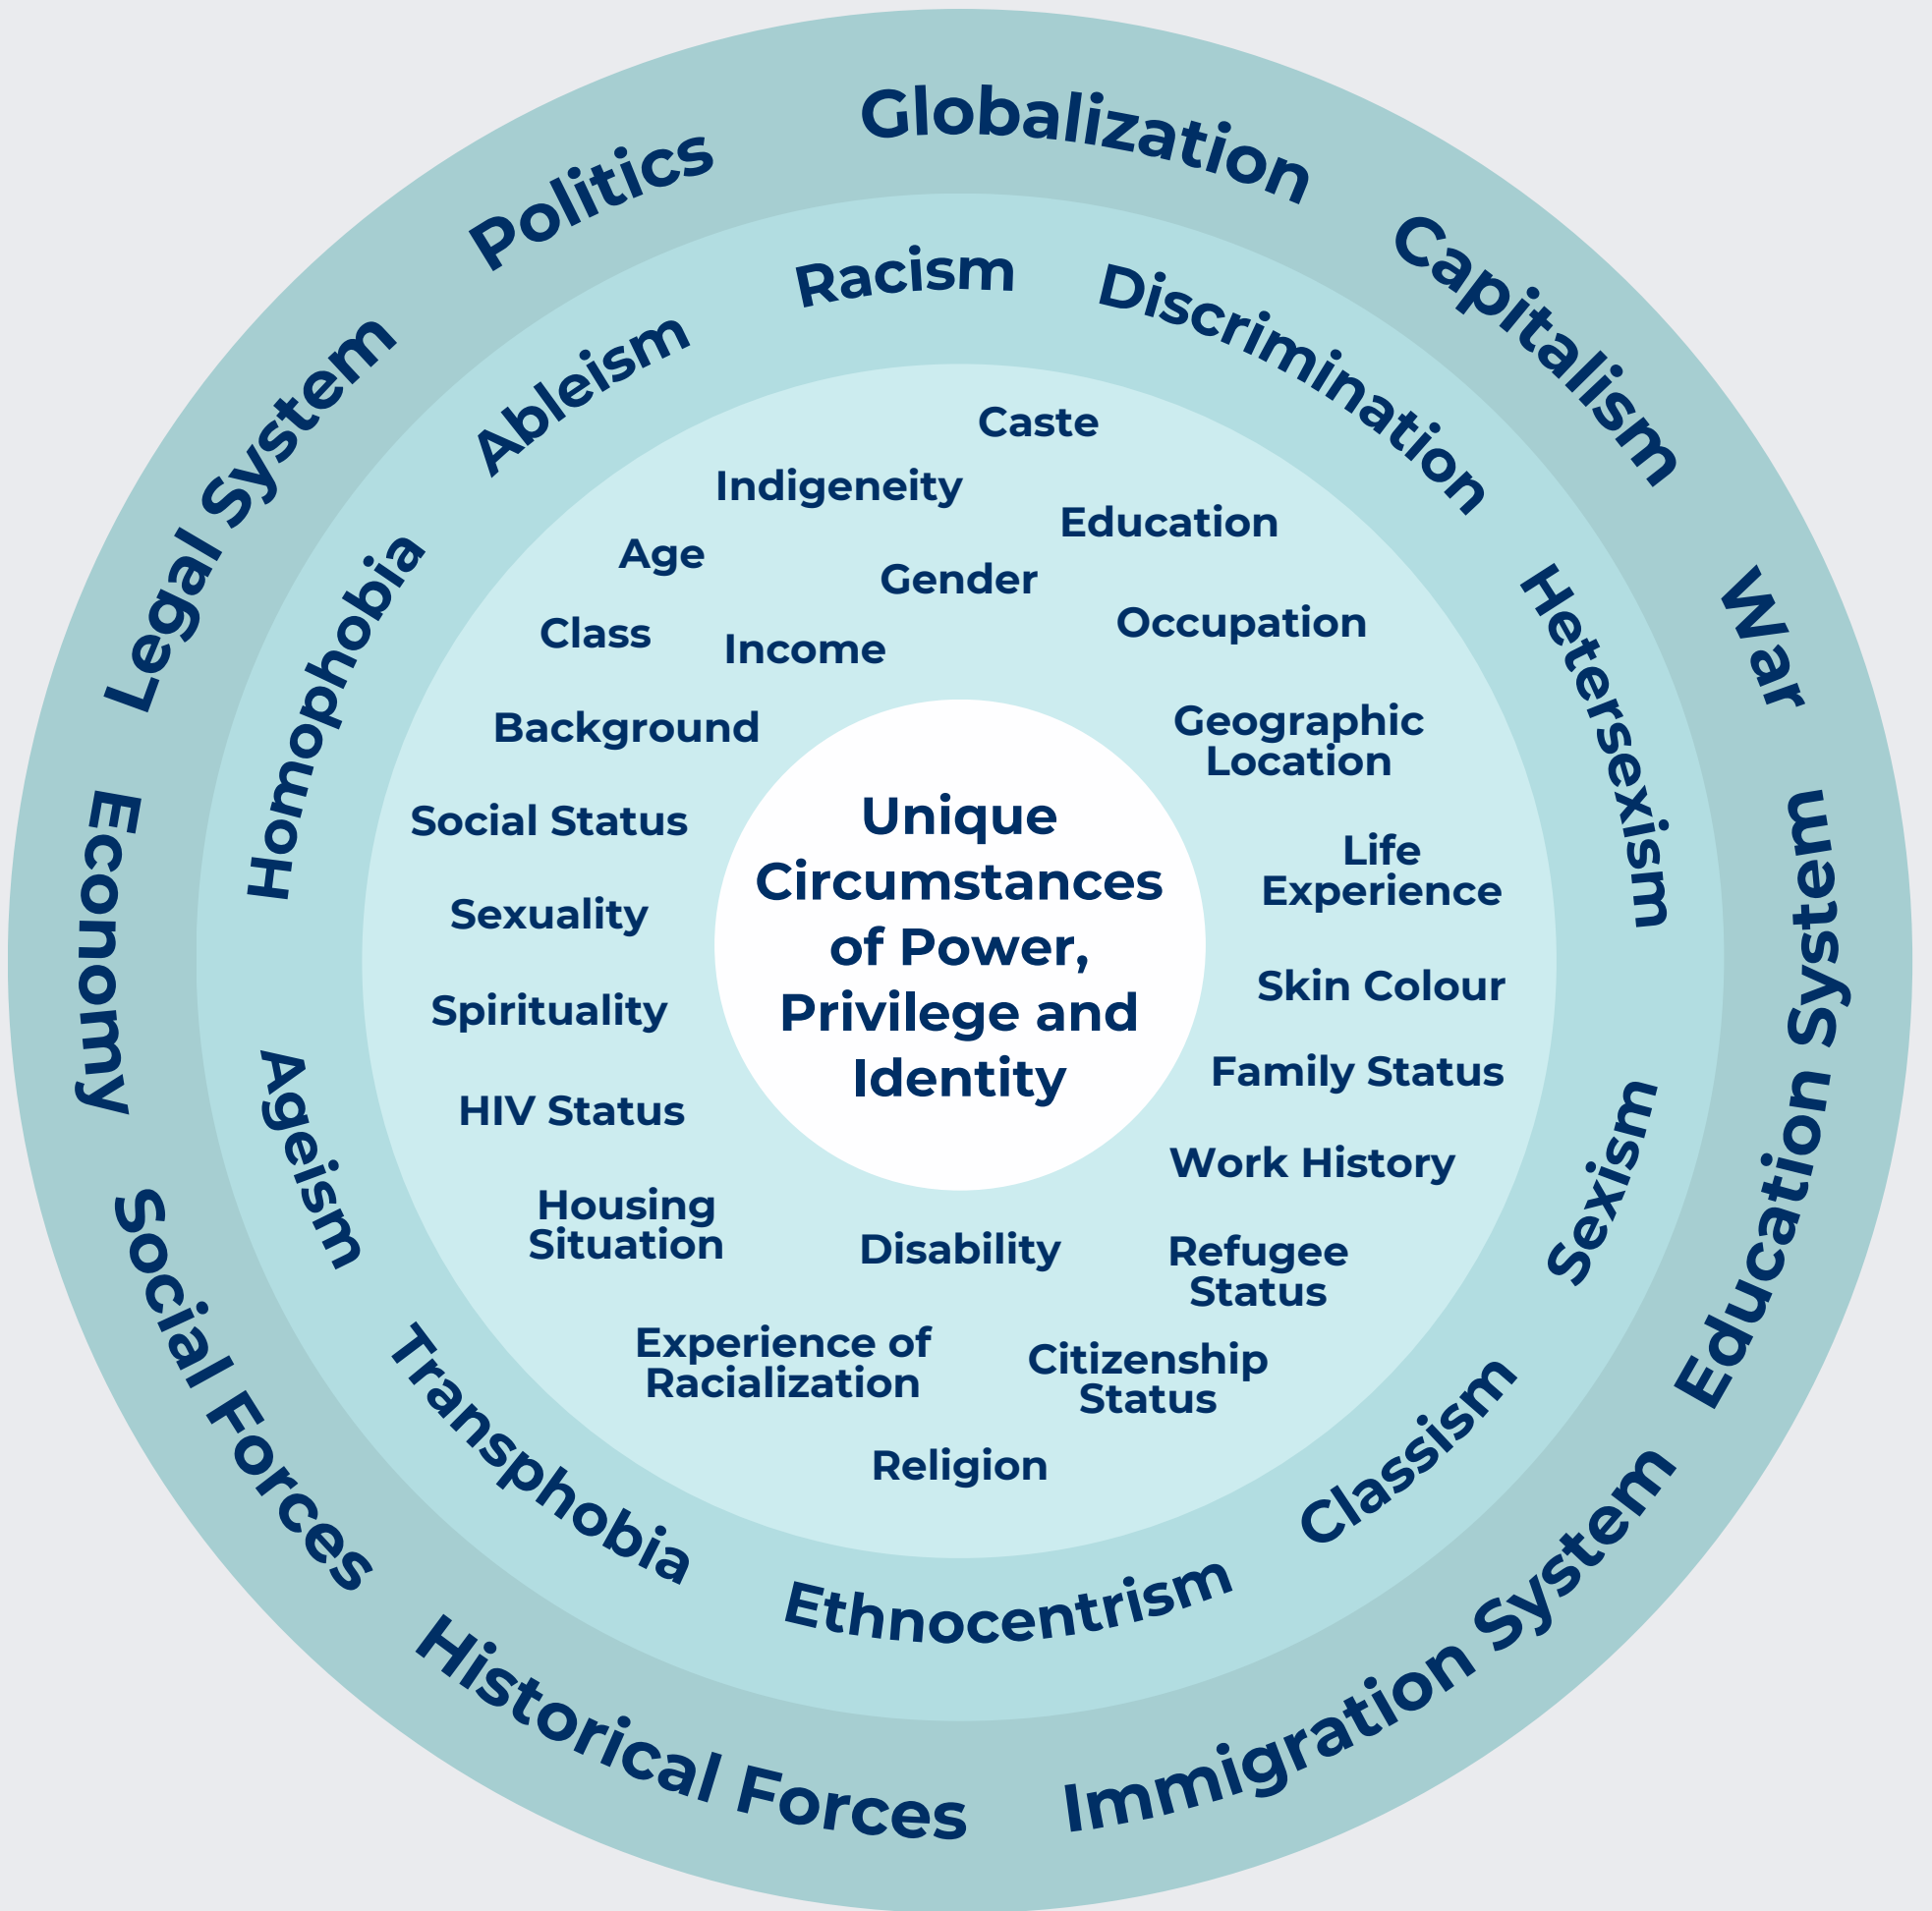 Globalization
Capitalism
War
Education System
Immigration System
Historical Forces
Social Forces
Economy
Legal System
Politics
Racism
Discrimination
Hetersexism
Sexism
Classism
Ethnocentrism
Transphobia
Ageism
Homophobia
Ableism
Caste
Indigeneity
Education
Age
Gender
Occupation
Class
Income
Background
Geographic
Location
Social Status
Life
Experience
Sexuality
Skin Colour
Spirituality
Family Status
HIV Status
Work History
Housing
Situation
Disability
Refugee
Status
Experience of
Racialization
Citizenship
Status
Religion
Unique
Circumstances
of Power,
Privilege and
Identity